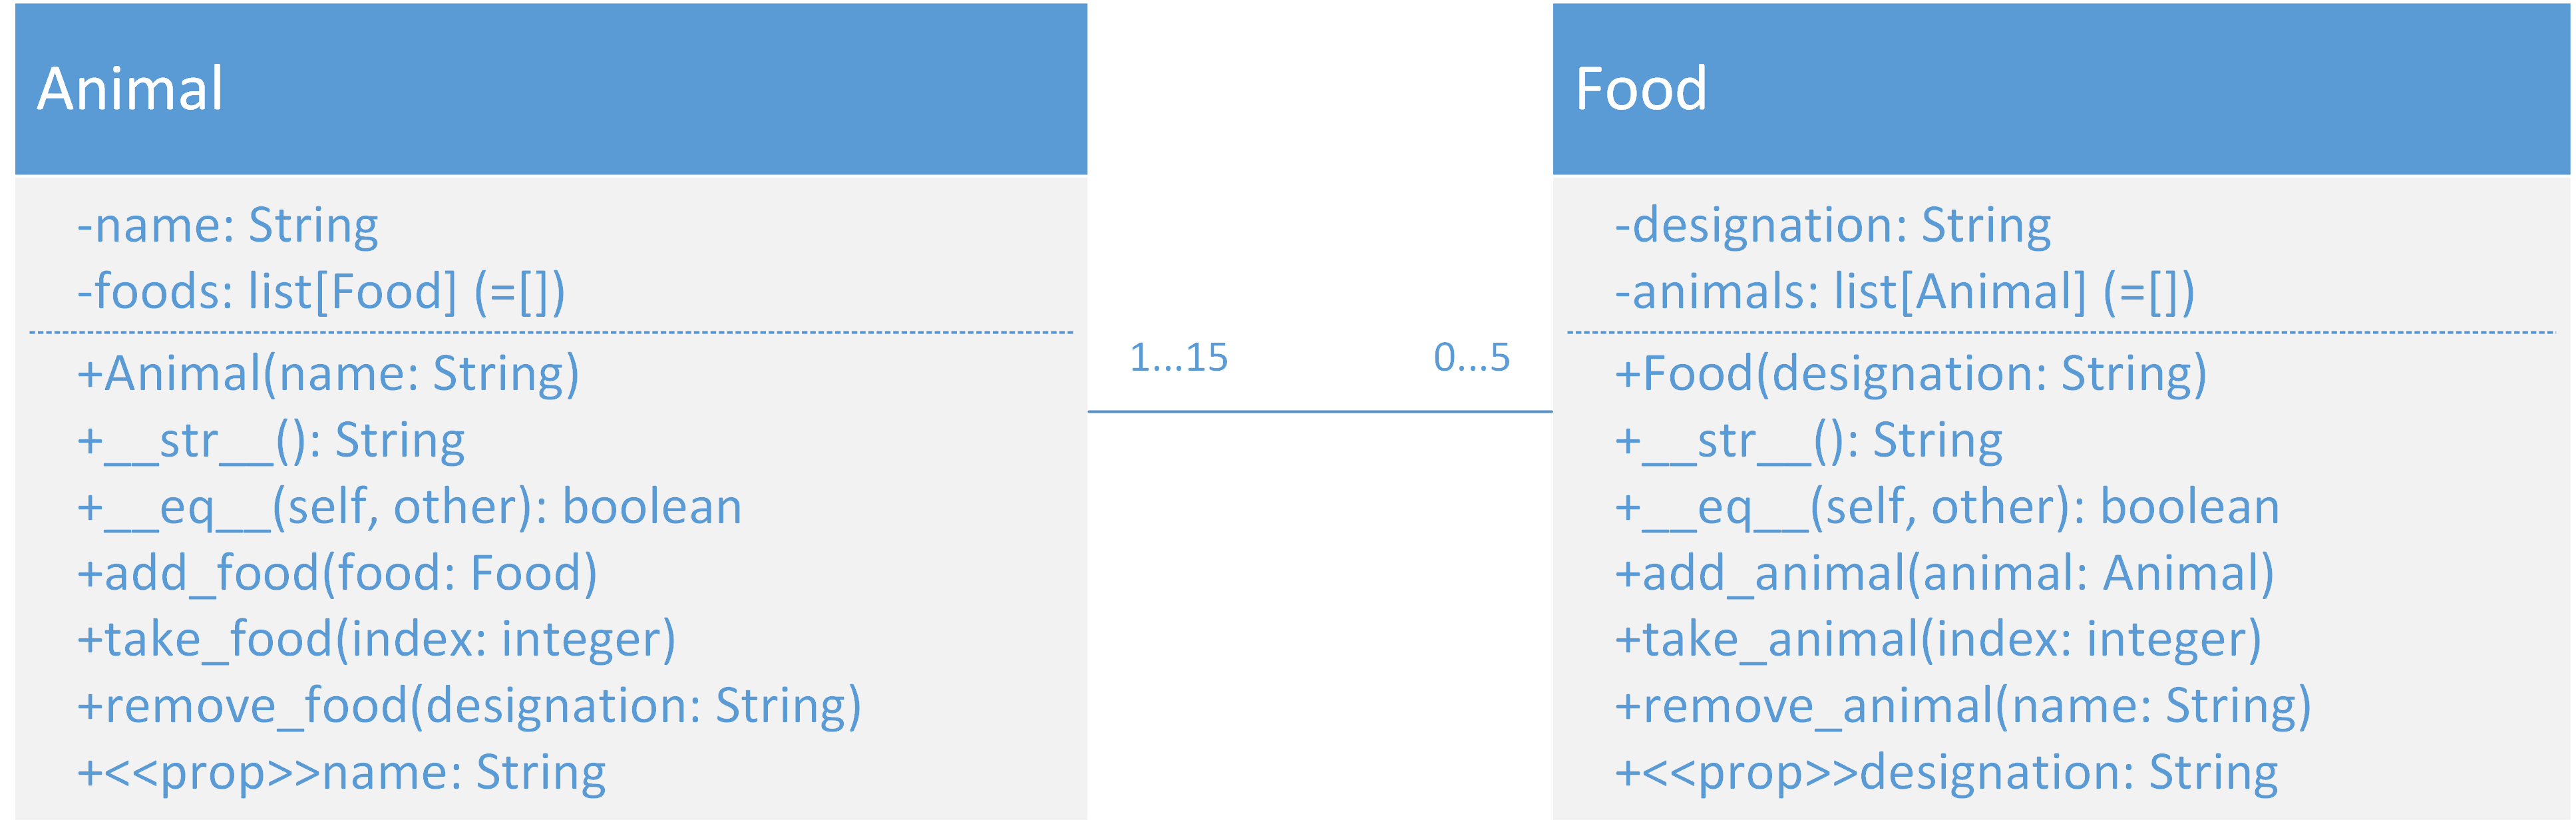 Animal
-name: String
-foods: list[Food] (=[])
+Animal(name: String)
+__str__(): String
+__eq__(self, other): boolean
+add_food(food: Food)
+take_food(index: integer)
+remove_food(designation: String)
+<<prop>>name: String
1...15
0...5
Food
-designation: String
-animals: list[Animal] (=[])
+Food(designation: String)
+__str__(): String
+__eq__(self, other): boolean
+add_animal(animal: Animal)
+take_animal(index: integer)
+remove_animal(name: String)
+<<prop>>designation: String